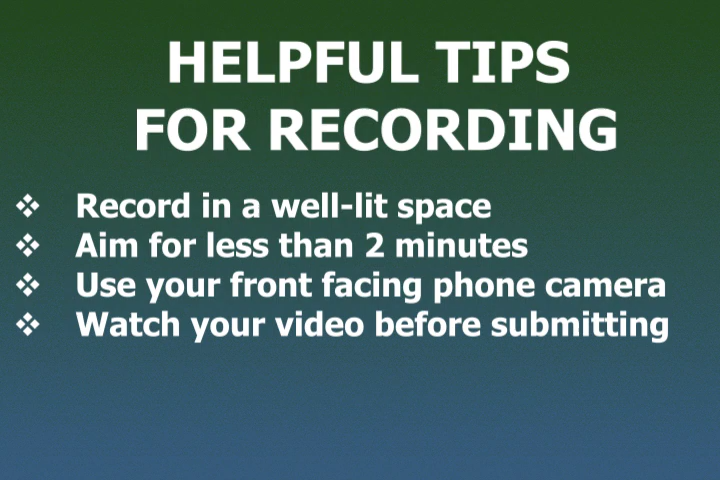 HELPFUL TIPS
FOR RECORDING
❖ Record in a well-lit space
❖ Aim for less than 2 minutes
❖ Use your front facing phone camera
❖ Watch your video before submitting